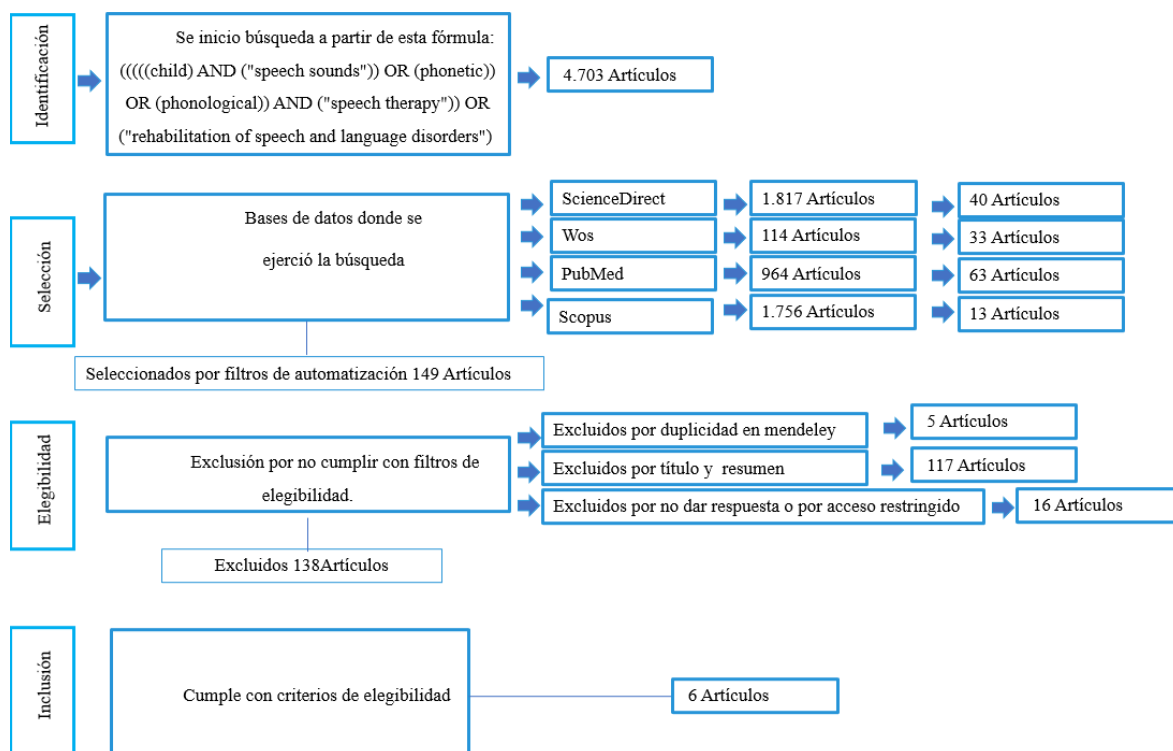 Identificación
Se inicio búsqueda a partir de esta fórmula:
(((((child) AND ("speech sounds")) OR (phonetic))
OR (phonological)) AND ("speech therapy")) OR
("rehabilitation of speech and language disorders")
4.703 Artículos
Selección
Bases de datos donde se
ejerció la búsqueda
ScienceDirect
1.817 Artículos
40 Artículos
Wos
114 Artículos
33 Artículos
PubMed
964 Artículos
63 Artículos
Scopus
1.756 Artículos
13 Artículos
Seleccionados por filtros de automatización 149 Artículos
Elegibilidad
Exclusión por no cumplir con filtros de
elegibilidad.
Excluidos por duplicidad en mendeley
5 Artículos
Excluidos por título y resumen
117 Artículos
Excluidos por no dar respuesta o por acceso restringido
16 Artículos
Excluidos 138Artículos
Inclusión
Cumple con criterios de elegibilidad
6 Artículos